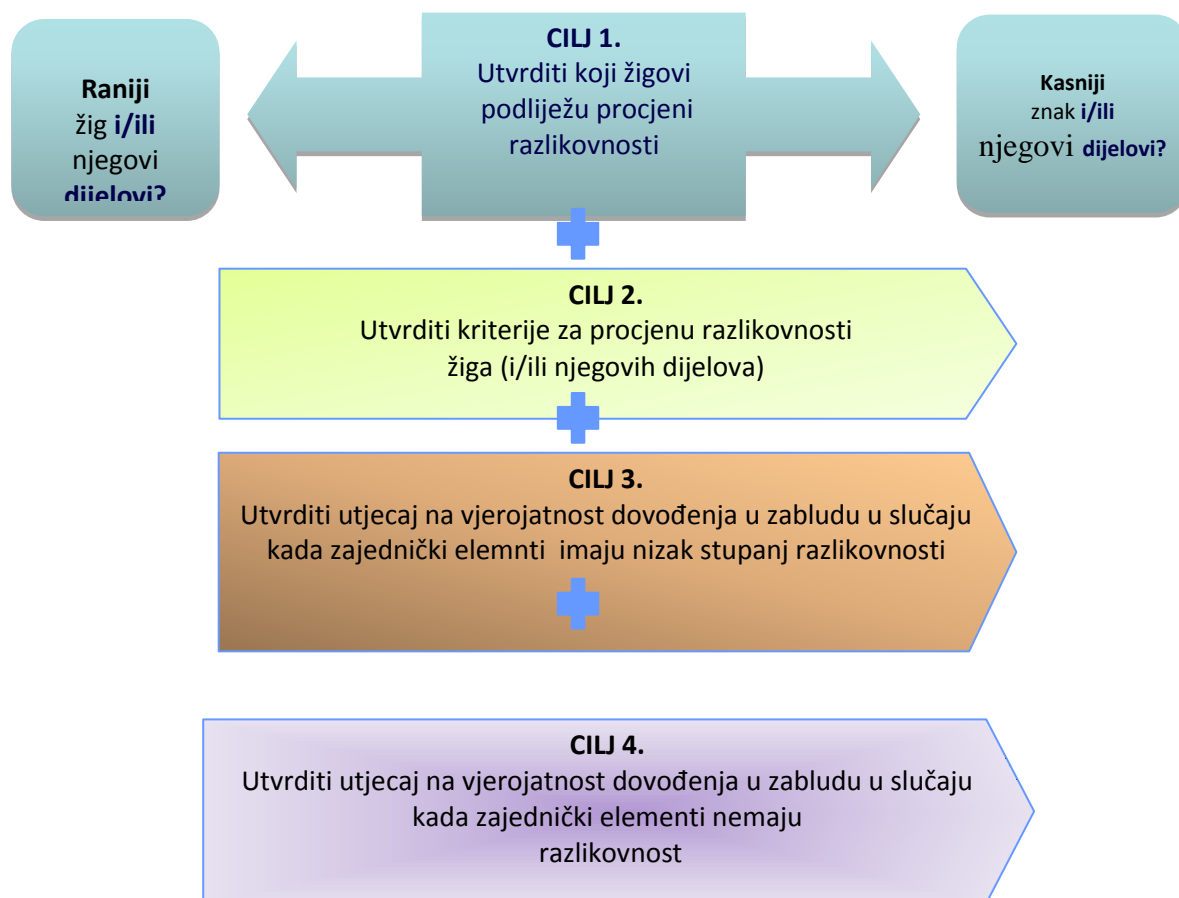 Raniji
žig i/ili
njegovi
dijelovi?
CILJ 1.
Utvrditi koji žigovi
podliježu procjeni
razlikovnosti
Kasniji
znak i/ili
njegovi dijelovi?
CILJ 2.
Utvrditi kriterije za procjenu razlikovnosti
žiga (i/ili njegovih dijelova)
CILJ 3.
Utvrditi utjecaj na vjerojatnost dovođenja u zabludu u slučaju
kada zajednički elemnti imaju nizak stupanj razlikovnosti
CILJ 4.
Utvrditi utjecaj na vjerojatnost dovođenja u zabludu u slučaju
kada zajednički elementi nemaju
razlikovnost